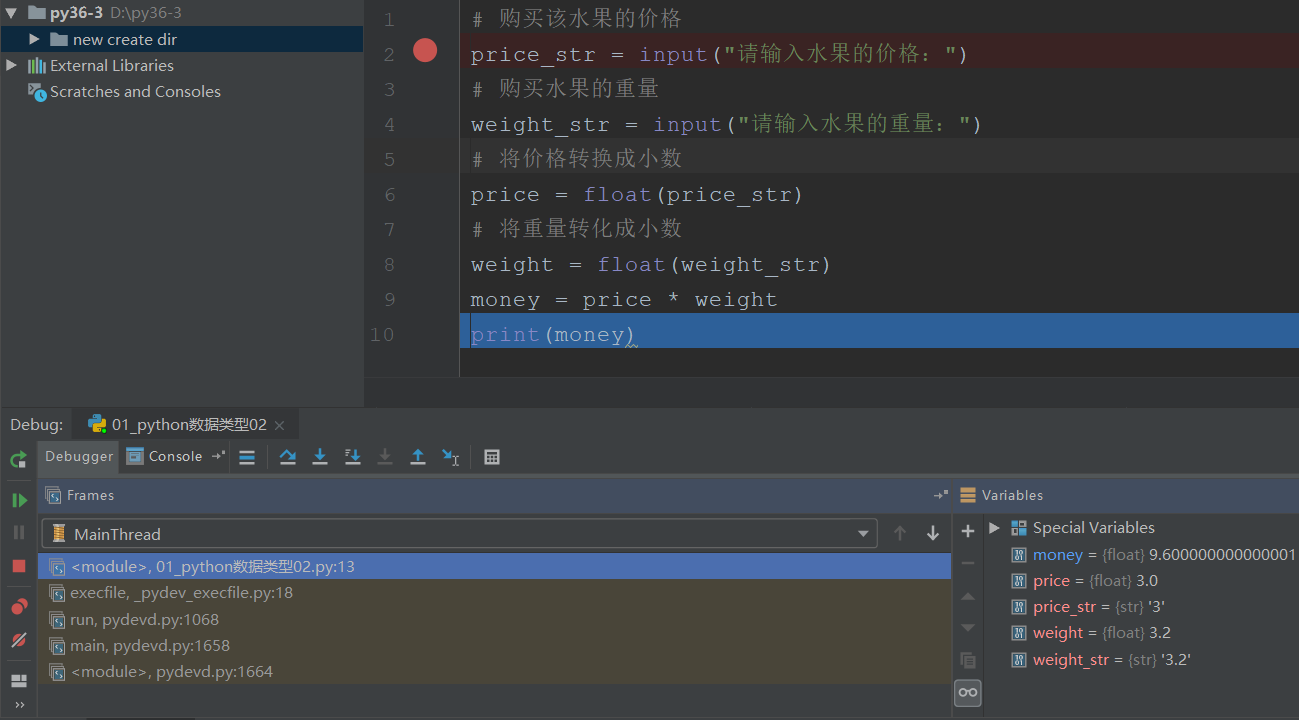 py36-3 D:\py36-3
new create dir
External Libraries
Scratches and Consoles
1 # 购买该水果的价格
2 price_str = input("请输入水果的价格：")
3 # 购买水果的重量
4 weight_str = input("请输入水果的重量：")
5 # 将价格转换成小数
6 price = float(price_str)
7 # 将重量转化成小数
8 weight = float(weight_str)
9 money = price * weight
10 print(money)
Debug: 01_python数据类型02
Debugger Console
Frames
MainThread
<module>, 01_python数据类型02.py:13
execfile, _pydev_execfile.py:18
run, pydevd.py:1068
main, pydevd.py:1658
<module>, pydevd.py:1664
Variables
Special Variables
money = {float} 9.600000000000001
price = {float} 3.0
price_str = {str} '3'
weight = {float} 3.2
weight_str = {str} '3.2'